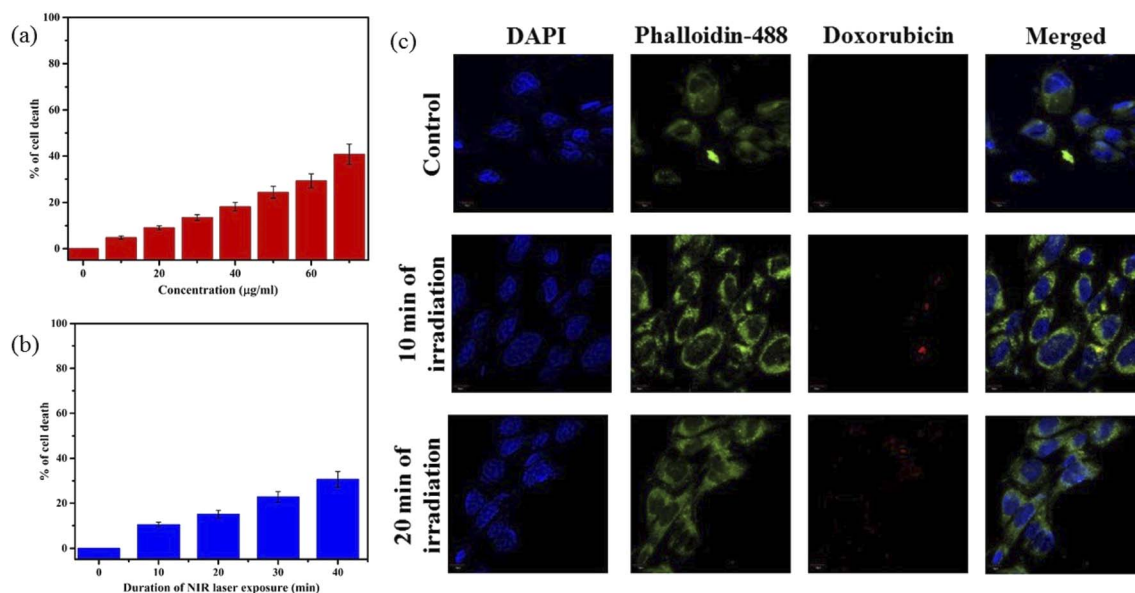 (a)
100
80
60
40
20
0
% of cell death
0 20 40 60
Concentration (μg/ml)
(b)
100
80
60
40
20
0
% of cell death
0 10 20 30 40
Duration of NIR laser exposure (min)
(c)
DAPI Phalloidin-488 Doxorubicin Merged
Control
10 min of
irradiation
20 min of
irradiation